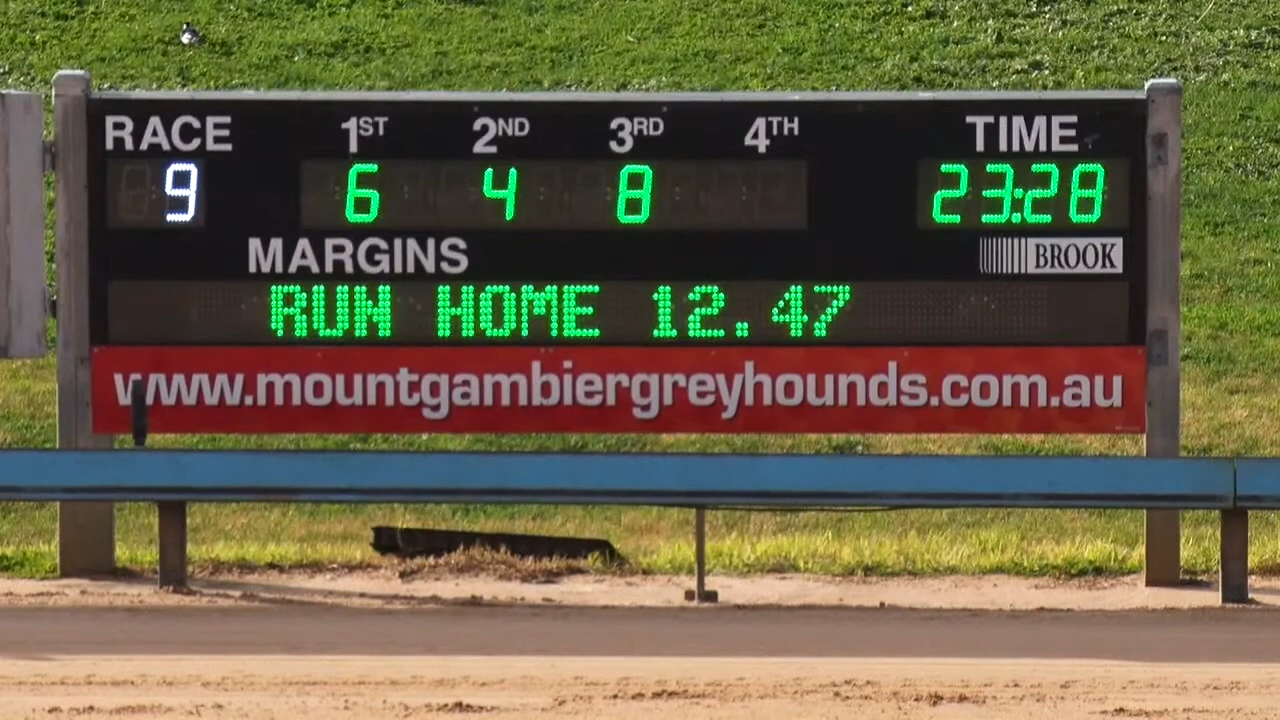 RACE 1ST 2ND 3RD 4TH TIME
9 6 4 8 23:28
MARGINS BROOK
RUN HOME 12.47
www.mountgambiergreyhounds.com.au